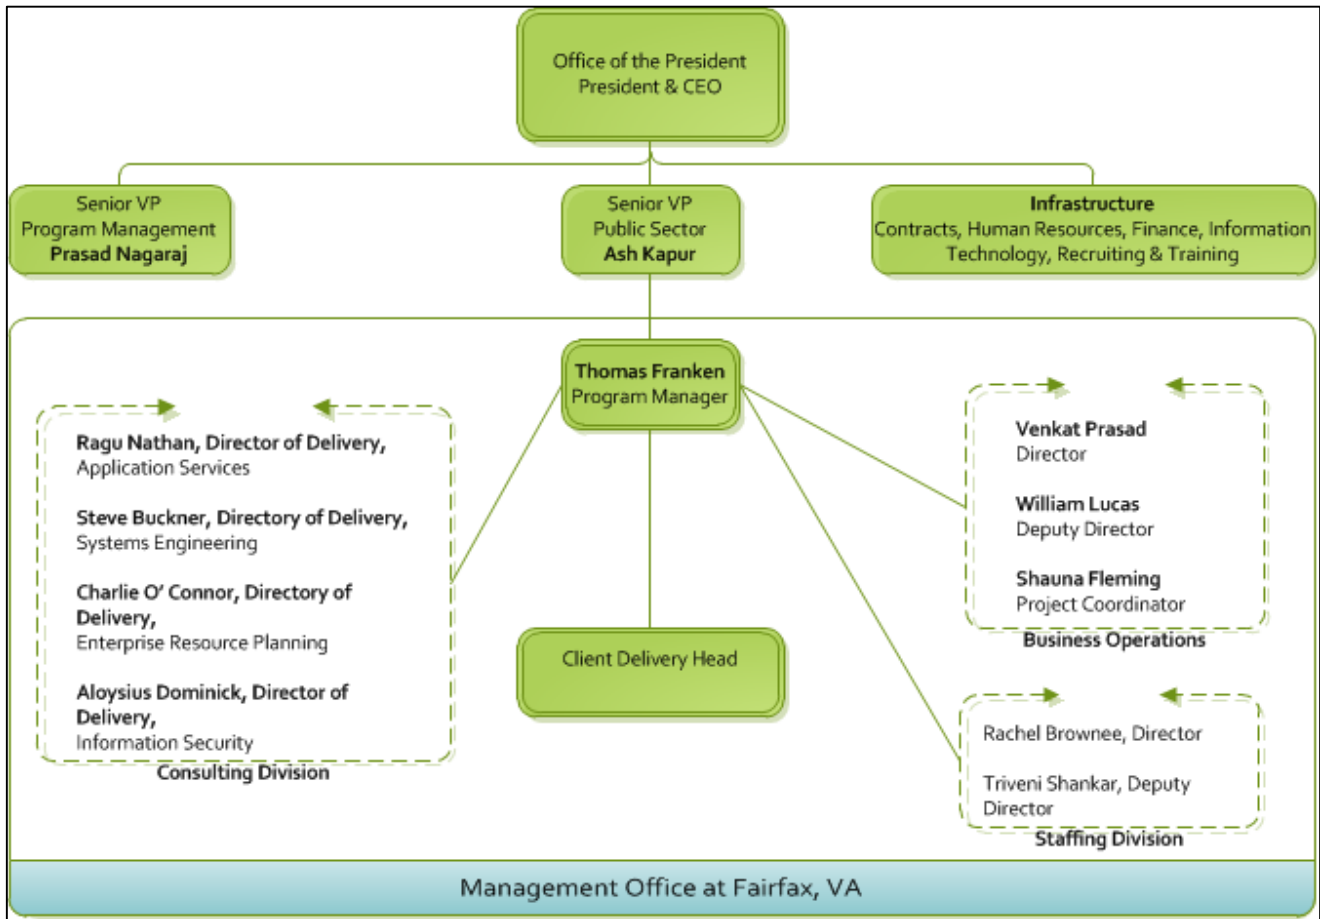 Office of the President
President & CEO
Senior VP
Program Management
Prasad Nagaraj
Senior VP
Public Sector
Ash Kapur
Infrastructure
Contracts, Human Resources, Finance, Information
Technology, Recruiting & Training
Thomas Franken
Program Manager
Ragu Nathan, Director of Delivery,
Application Services
Steve Buckner, Directory of Delivery,
Systems Engineering
Charlie O’ Connor, Directory of
Delivery,
Enterprise Resource Planning
Aloysius Dominick, Director of
Delivery,
Information Security
Consulting Division
Client Delivery Head
Venkat Prasad
Director
William Lucas
Deputy Director
Shauna Fleming
Project Coordinator
Business Operations
Rachel Brownee, Director
Triveni Shankar, Deputy
Director
Staffing Division
Management Office at Fairfax, VA